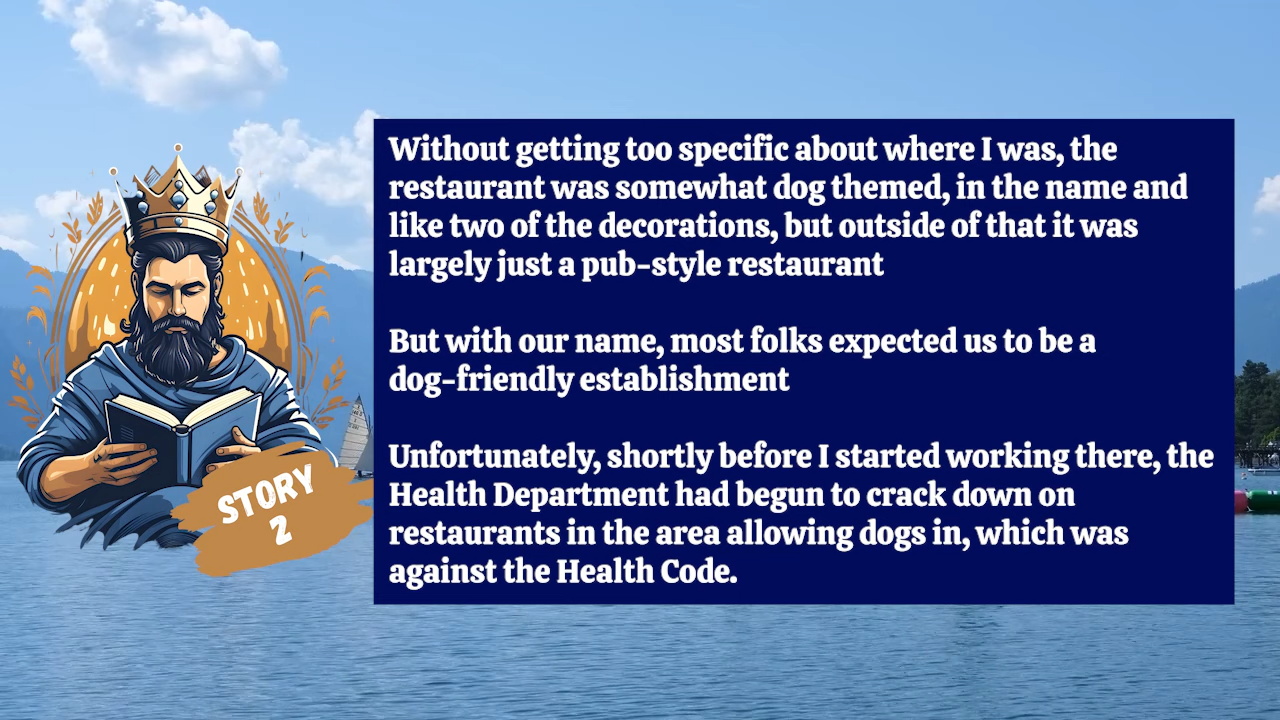 Without getting too specific about where I was, the
restaurant was somewhat dog themed, in the name and
like two of the decorations, but outside of that it was
largely just a pub-style restaurant
But with our name, most folks expected us to be a
dog-friendly establishment
Unfortunately, shortly before I started working there, the
Health Department had begun to crack down on
restaurants in the area allowing dogs in, which was
against the Health Code.
STORY
2